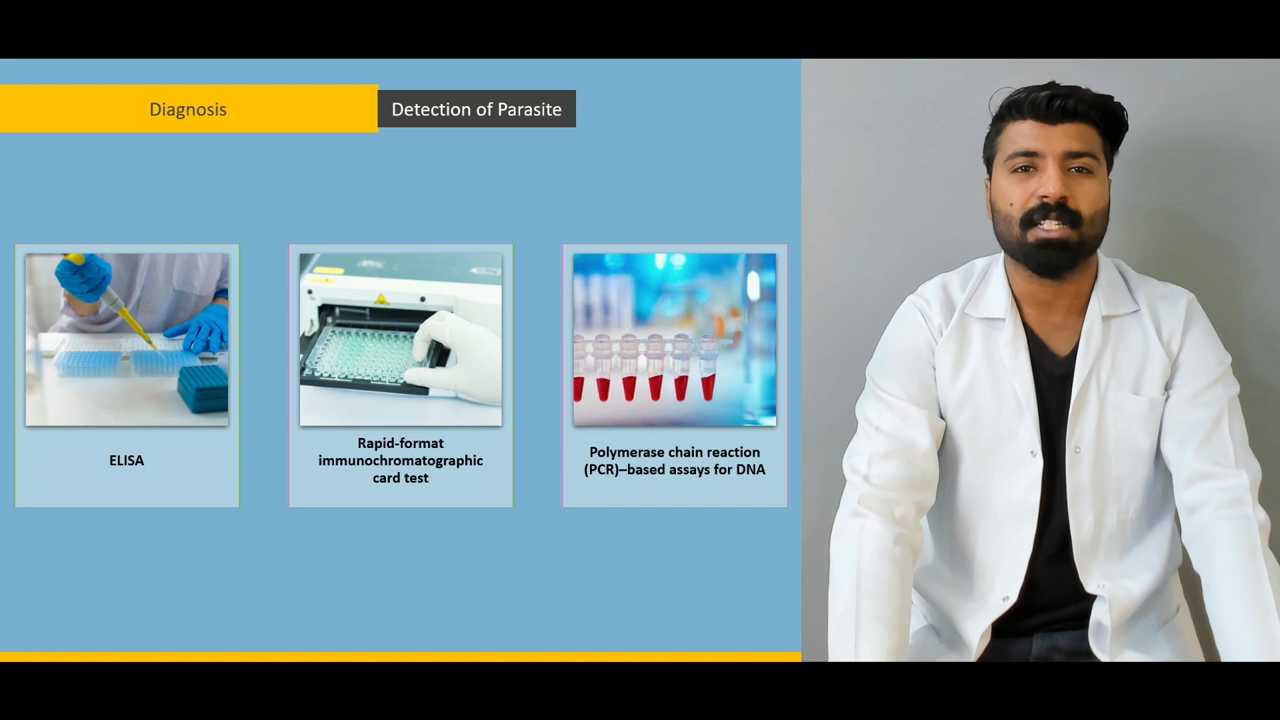 Diagnosis
Detection of Parasite
ELISA
Rapid-format
immunochromatographic
card test
Polymerase chain reaction
(PCR)–based assays for DNA